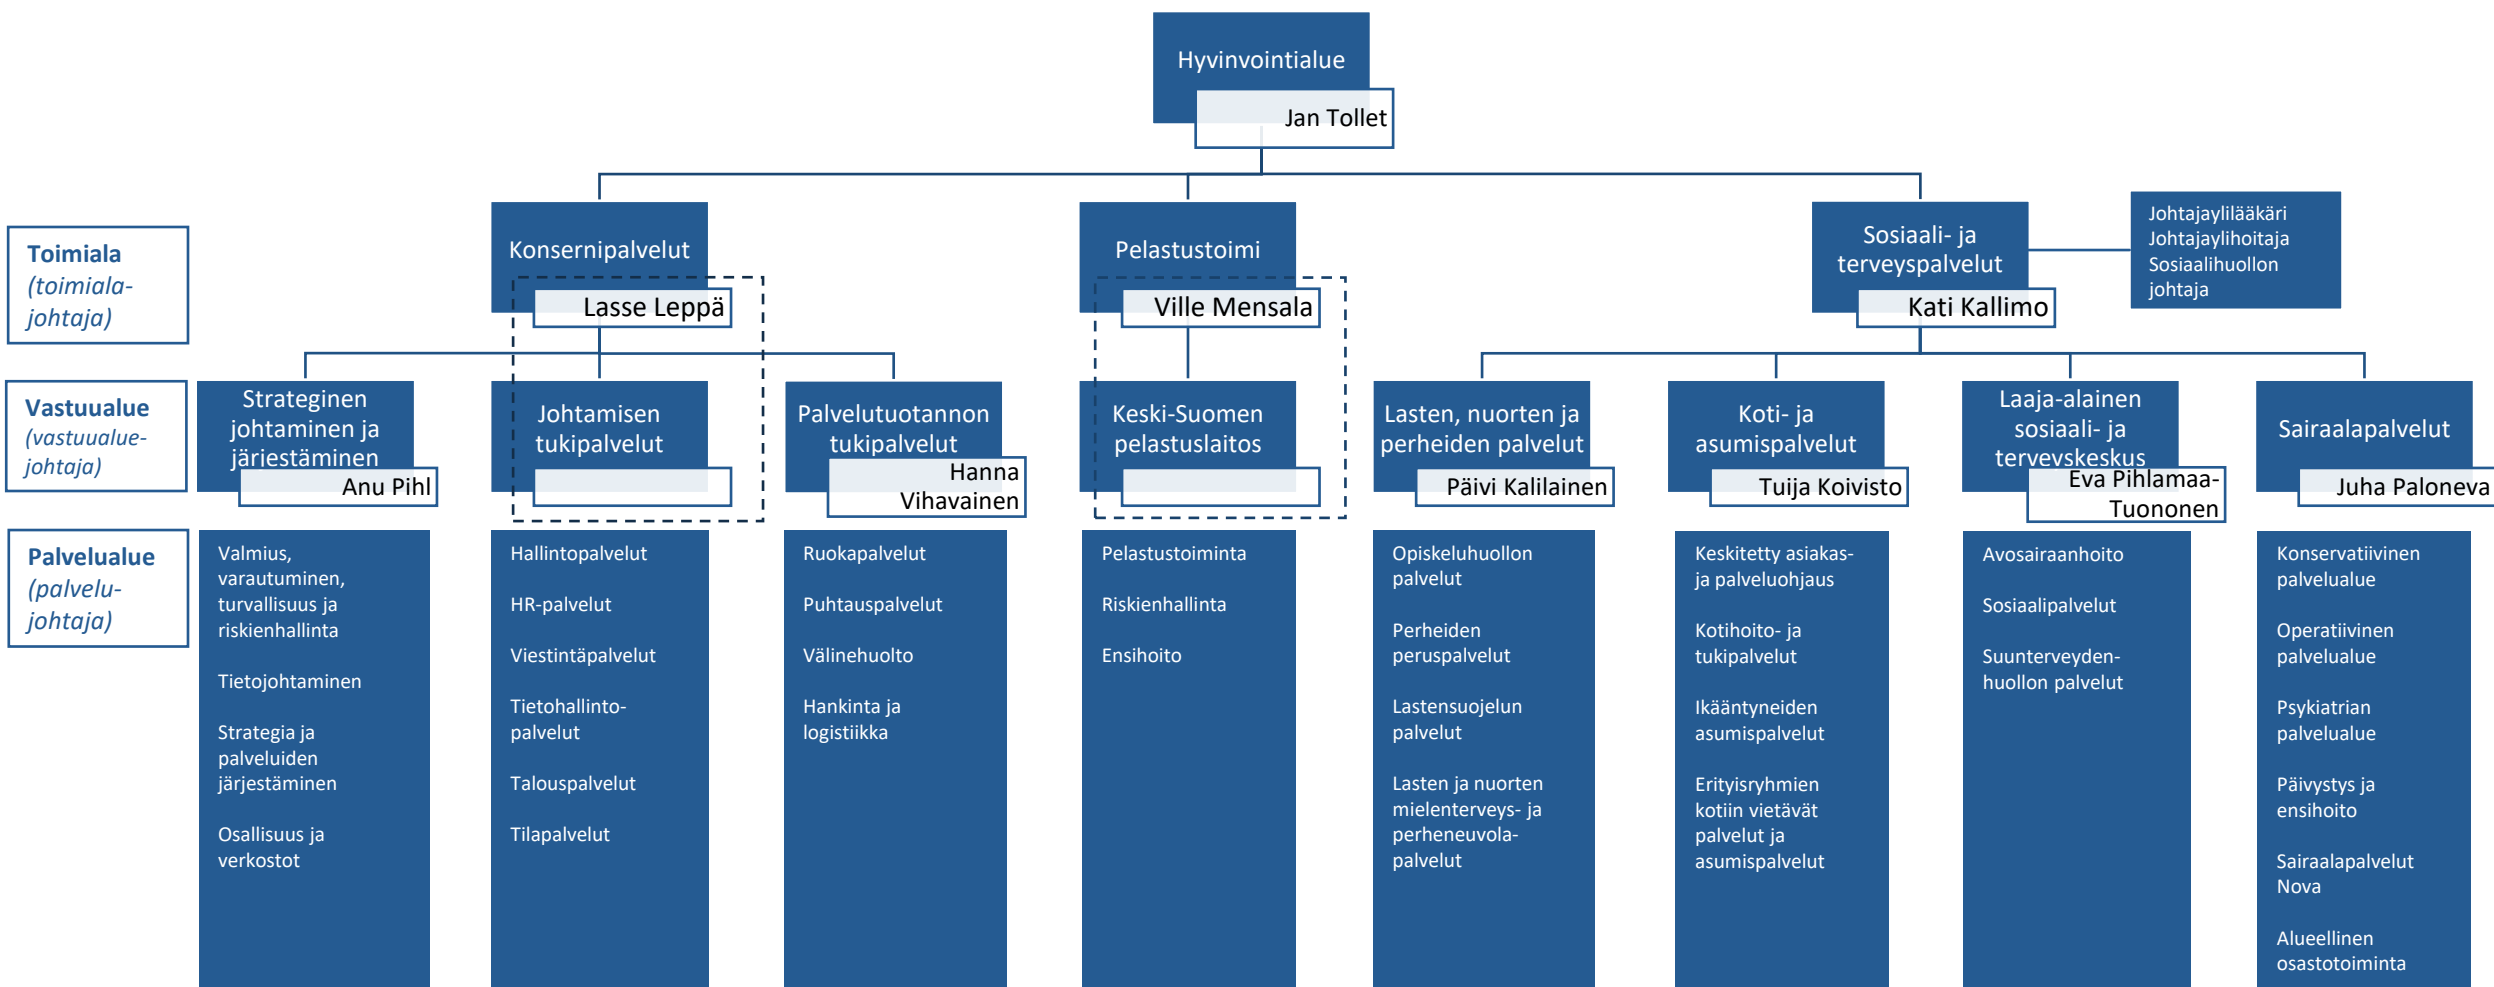 Hyvinvointialue
Jan Tollet
Toimiala
(toimiala-
johtaja)
Konsernipalvelut
Lasse Leppä
Pelastustoimi
Ville Mensala
Sosiaali- ja
terveyspalvelut
Kati Kallimo
Johtajaylilääkäri
Johtajaylihoitaja
Sosiaalihuollon
johtaja
Vastuualue
(vastuualue-
johtaja)
Strateginen
johtaminen ja
järjestäminen
Anu Pihl
Johtamisen
tukipalvelut
Palvelutuotannon
tukipalvelut
Hanna
Vihavainen
Keski-Suomen
pelastuslaitos
Lasten, nuorten ja
perheiden palvelut
Päivi Kalilainen
Koti- ja
asumispalvelut
Tuija Koivisto
Laaja-alainen
sosiaali- ja
terveyskeskus
Eva Pihlamaa-
Tuononen
Sairaalapalvelut
Juha Paloneva
Palvelualue
(palvelu-
johtaja)
Valmius,
varautuminen,
turvallisuus ja
riskienhallinta
Tietojohtaminen
Strategia ja
palveluiden
järjestäminen
Osallisuus ja
verkostot
Hallintopalvelut
HR-palvelut
Viestintäpalvelut
Tietohallinto-
palvelut
Talouspalvelut
Tilapalvelut
Ruokapalvelut
Puhtauspalvelut
Välinehuolto
Hankinta ja
logistiikka
Pelastustoiminta
Riskienhallinta
Ensihoito
Opiskeluhuollon
palvelut
Perheiden
peruspalvelut
Lastensuojelun
palvelut
Lasten ja nuorten
mielenterveys- ja
perheneuvola-
palvelut
Keskitetty asiakas-
ja palveluohjaus
Kotihoito- ja
tukipalvelut
Ikääntyneiden
asumispalvelut
Erityisryhmien
kotiin vietävät
palvelut ja
asumispalvelut
Avosairaanhoito
Sosiaalipalvelut
Suunterveyden-
huollon palvelut
Konservatiivinen
palvelualue
Operatiivinen
palvelualue
Psykiatrian
palvelualue
Päivystys ja
ensihoito
Sairaalapalvelut
Nova
Alueellinen
osastotoiminta